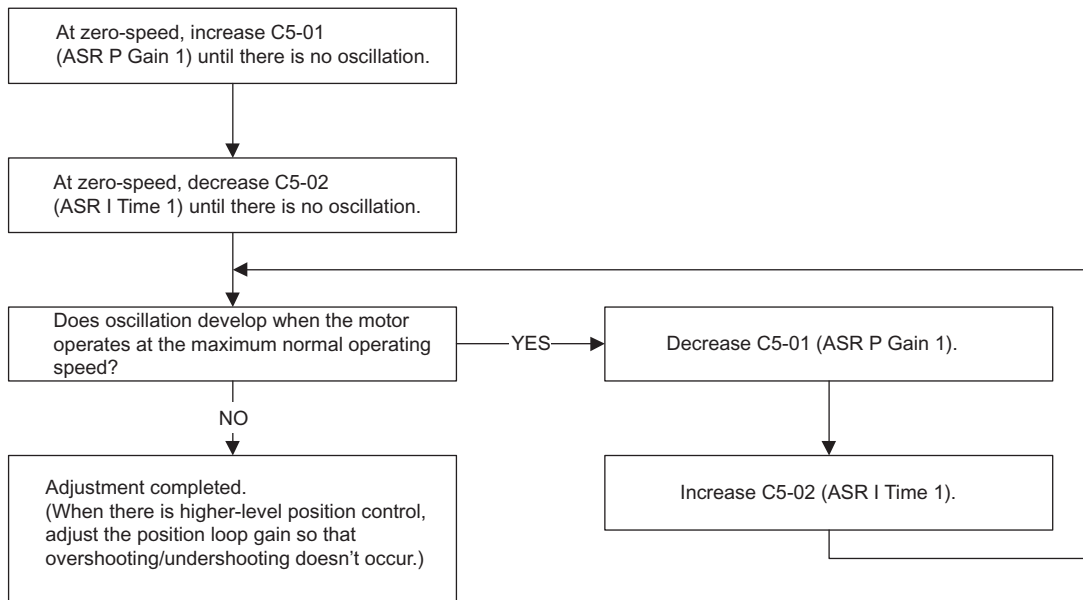 At zero-speed, increase C5-01
(ASR P Gain 1) until there is no oscillation.
At zero-speed, decrease C5-02
(ASR I Time 1) until there is no oscillation.
Does oscillation develop when the motor
operates at the maximum normal operating
speed?
YES
Decrease C5-01 (ASR P Gain 1).
NO
Increase C5-02 (ASR I Time 1).
Adjustment completed.
(When there is higher-level position control,
adjust the position loop gain so that
overshooting/undershooting doesn’t occur.)